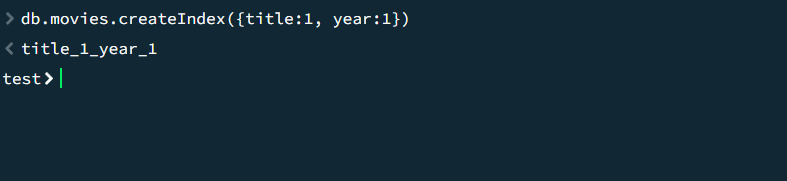 > db.movies.createIndex({title:1, year:1})
< title_1_year_1
test>